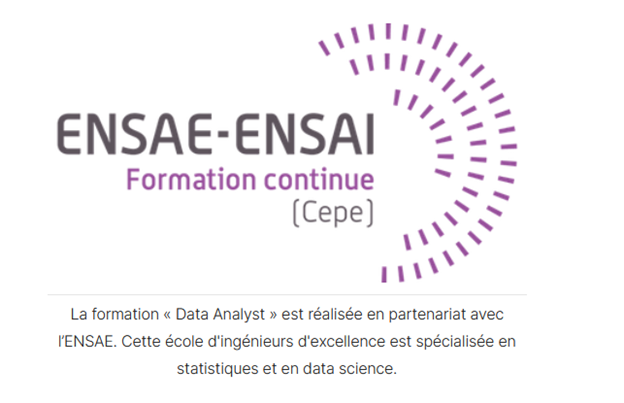 ENSAE-ENSAI
Formation continue
(Cepe)
La formation « Data Analyst » est réalisée en partenariat avec
l’ENSAE. Cette école d'ingénieurs d'excellence est spécialisée en
statistiques et en data science.